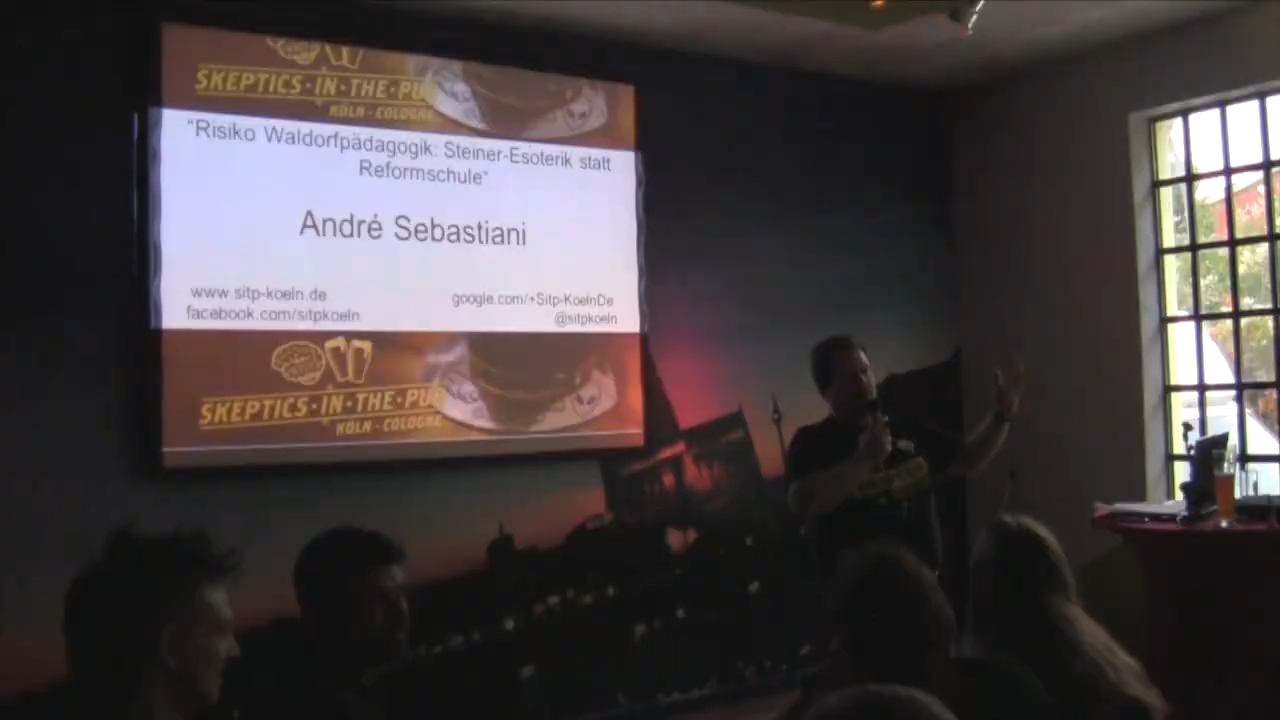 SKEPTICS·IN·THE·PU
KÖLN - COLOGNE
“Risiko Waldorfpädagogik: Steiner-Esoterik statt
Reformschule“
André Sebastiani
www.sitp-koeln.de
google.com/+Sitp-KoelnDe
facebook.com/sitpkoeln
@sitpkoeln
SKEPTICS·IN·THE·PU
KÖLN - COLOGNE